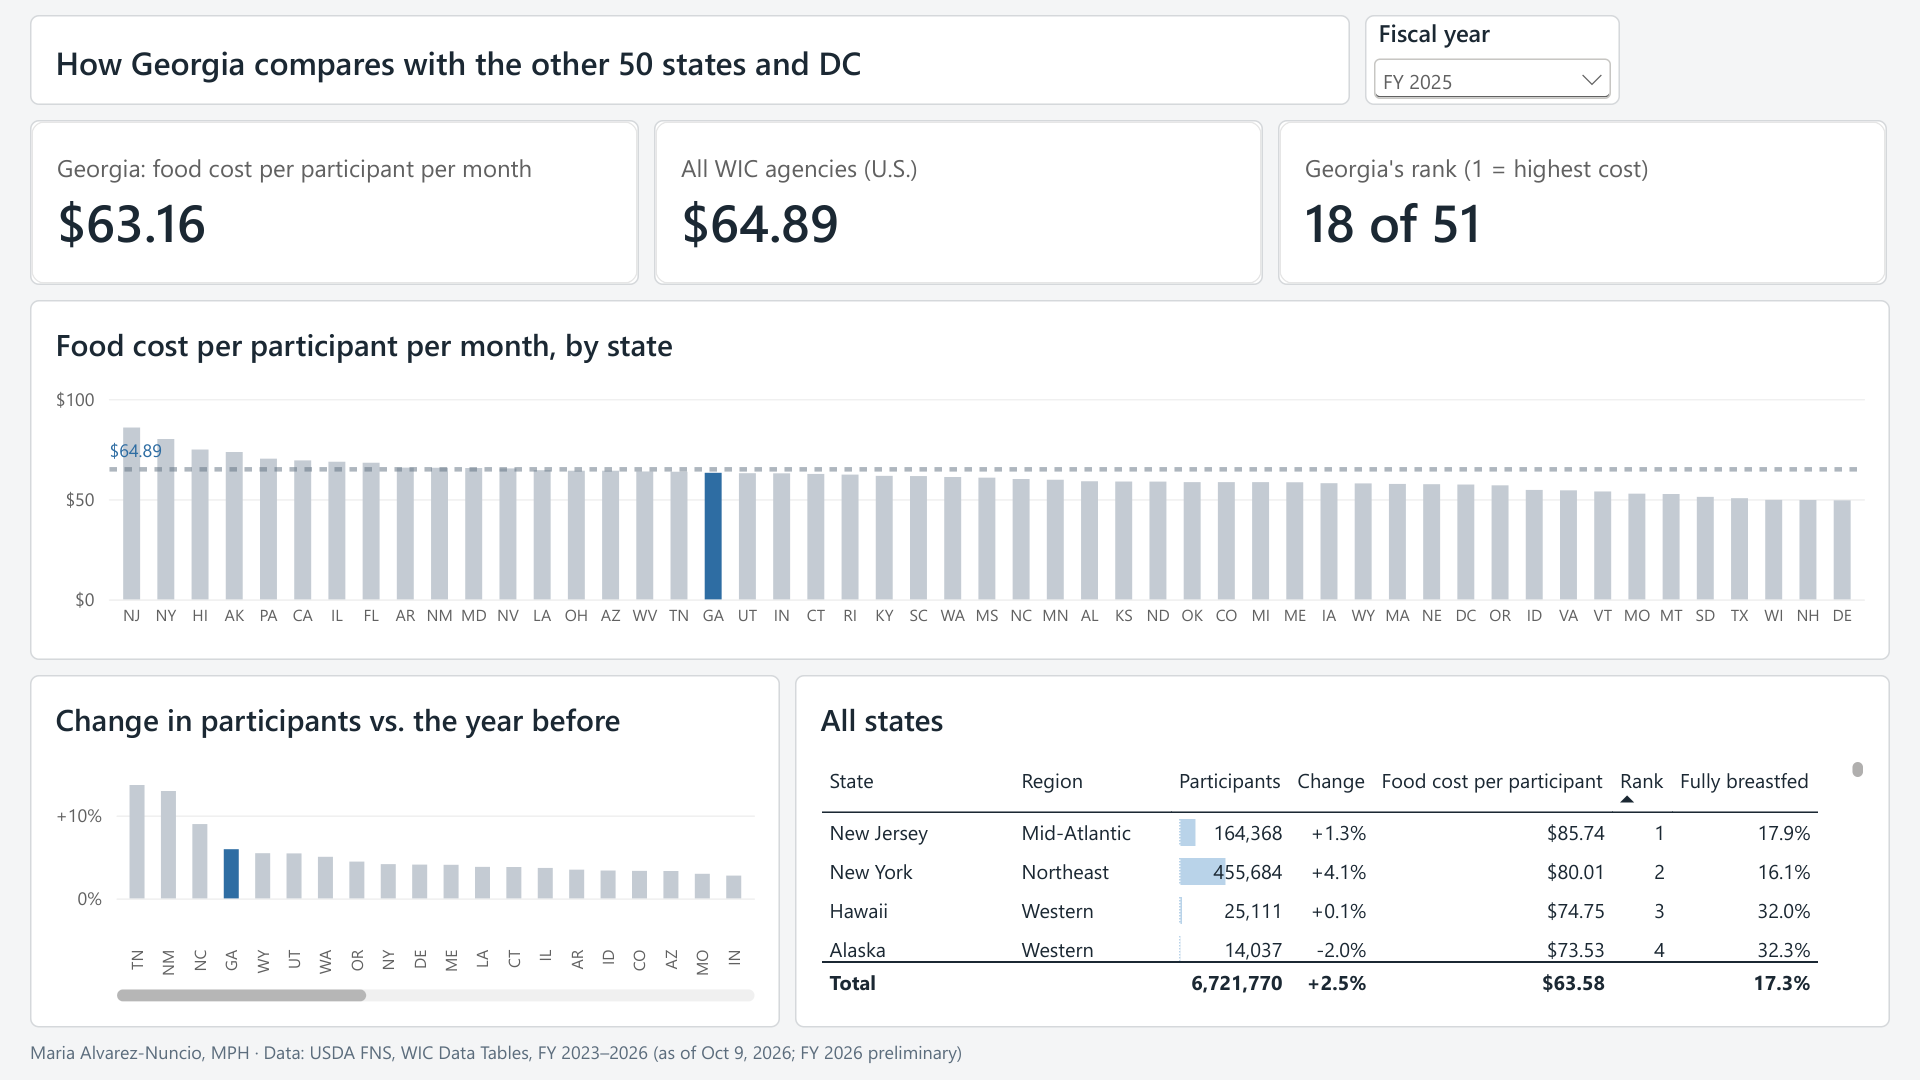 How Georgia compares with the other 50 states and DC
Fiscal year
FY 2025
Georgia: food cost per participant per month
$63.16
All WIC agencies (U.S.)
$64.89
Georgia's rank (1 = highest cost)
18 of 51
Food cost per participant per month, by state
$100
$64.89
$50
$0
NJ NY HI AK PA CA IL FL AR NM MD NV LA OH AZ WV TN GA UT IN CT RI KY SC WA MS NC MN AL KS ND OK CO MI ME IA WY MA NE DC OR ID VA VT MO MT SD TX WI NH DE
Change in participants vs. the year before
+10%
0%
TN NM NC GA WY UT WA OR NY DE ME LA CT IL AR ID CO AZ MO IN
All states
State Region Participants Change Food cost per participant Rank Fully breastfed
New Jersey Mid-Atlantic 164,368 +1.3% $85.74 1 17.9%
New York Northeast 455,684 +4.1% $80.01 2 16.1%
Hawaii Western 25,111 +0.1% $74.75 3 32.0%
Alaska Western 14,037 -2.0% $73.53 4 32.3%
Total 6,721,770 +2.5% $63.58 17.3%
Maria Alvarez-Nuncio, MPH · Data: USDA FNS, WIC Data Tables, FY 2023–2026 (as of Oct 9, 2026; FY 2026 preliminary)